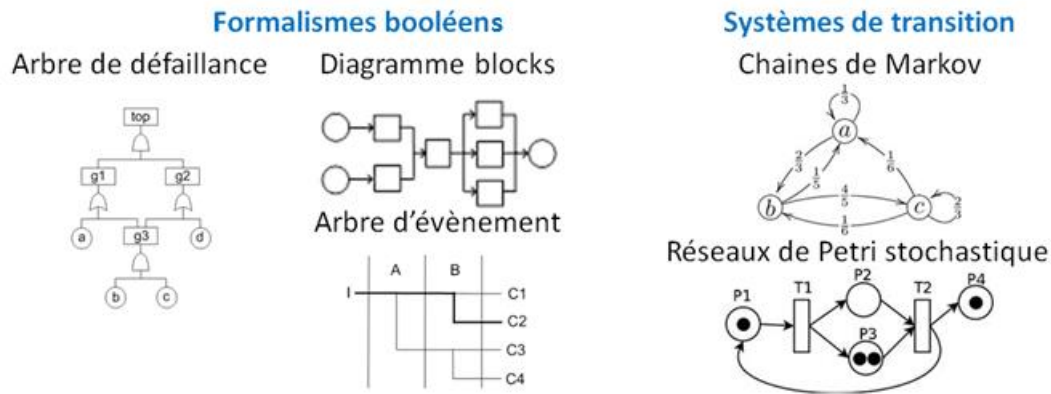 Formalismes booléens
Systèmes de transition
Arbre de défaillance
Diagramme blocks
Chaines de Markov
top
g1
g2
a
g3
d
b
c
Arbre d'évènement
A
B
I
C1
C2
C3
C4
1/3
a
2/3
1/5
1/6
b
4/5
c
2/3
1/6
Réseaux de Petri stochastique
P1
T1
P2
T2
P4
P3